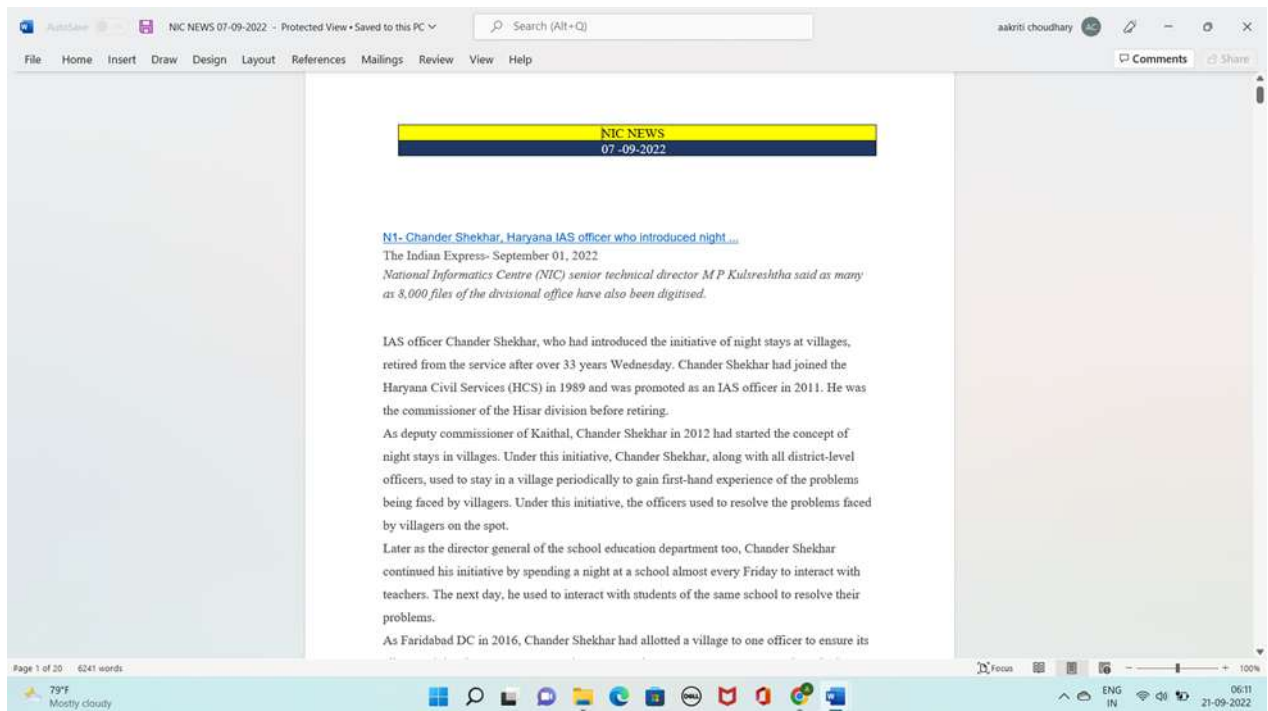 AutoSave
NIC NEWS 07-09-2022 - Protected View • Saved to this PC
Search (Alt+Q)
aakriti choudhary
AC
File Home Insert Draw Design Layout References Mailings Review View Help
Comments
Share
NIC NEWS
07 -09-2022
N1- Chander Shekhar, Haryana IAS officer who introduced night ...
The Indian Express- September 01, 2022
National Informatics Centre (NIC) senior technical director M P Kulsreshtha said as many
as 8,000 files of the divisional office have also been digitised.
IAS officer Chander Shekhar, who had introduced the initiative of night stays at villages,
retired from the service after over 33 years Wednesday. Chander Shekhar had joined the
Haryana Civil Services (HCS) in 1989 and was promoted as an IAS officer in 2011. He was
the commissioner of the Hisar division before retiring.
As deputy commissioner of Kaithal, Chander Shekhar in 2012 had started the concept of
night stays in villages. Under this initiative, Chander Shekhar, along with all district-level
officers, used to stay in a village periodically to gain first-hand experience of the problems
being faced by villagers. Under this initiative, the officers used to resolve the problems faced
by villagers on the spot.
Later as the director general of the school education department too, Chander Shekhar
continued his initiative by spending a night at a school almost every Friday to interact with
teachers. The next day, he used to interact with students of the same school to resolve their
problems.
As Faridabad DC in 2016, Chander Shekhar had allotted a village to one officer to ensure its
Page 1 of 20 6241 words
Focus
100%
79°F
Mostly cloudy
DELL
ENG
IN
06:11
21-09-2022